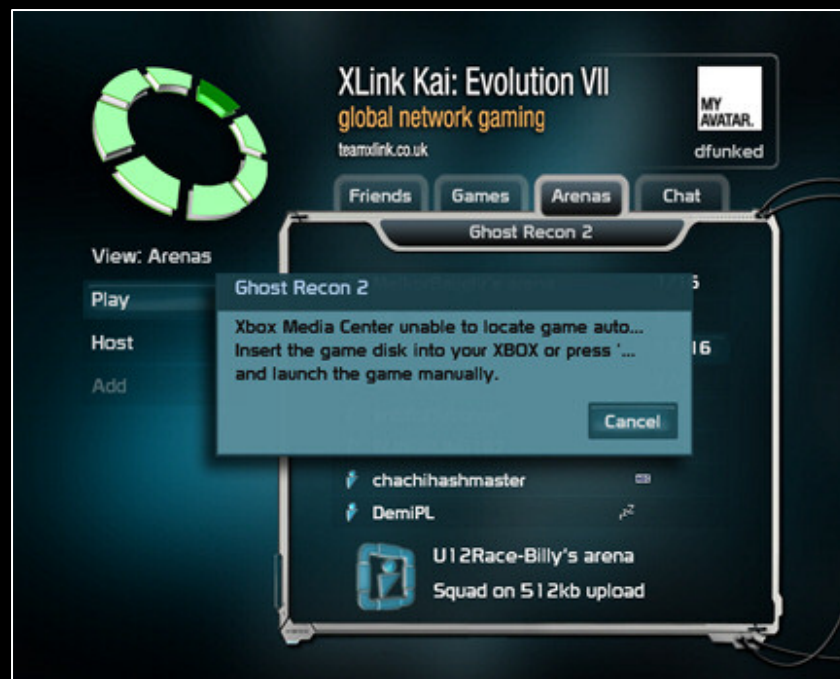 XLink Kai: Evolution VII
global network gaming
teamxlink.co.uk
MY
AVATAR.
dfunked
Friends
Games
Arenas
Chat
Ghost Recon 2
View: Arenas
Play
Host
Add
Ghost Recon 2
Xbox Media Center unable to locate game auto...
Insert the game disk into your XBOX or press '...
and launch the game manually.
Cancel
chachihashmaster
DemiPL
U12Race-Billy's arena
Squad on 512kb upload